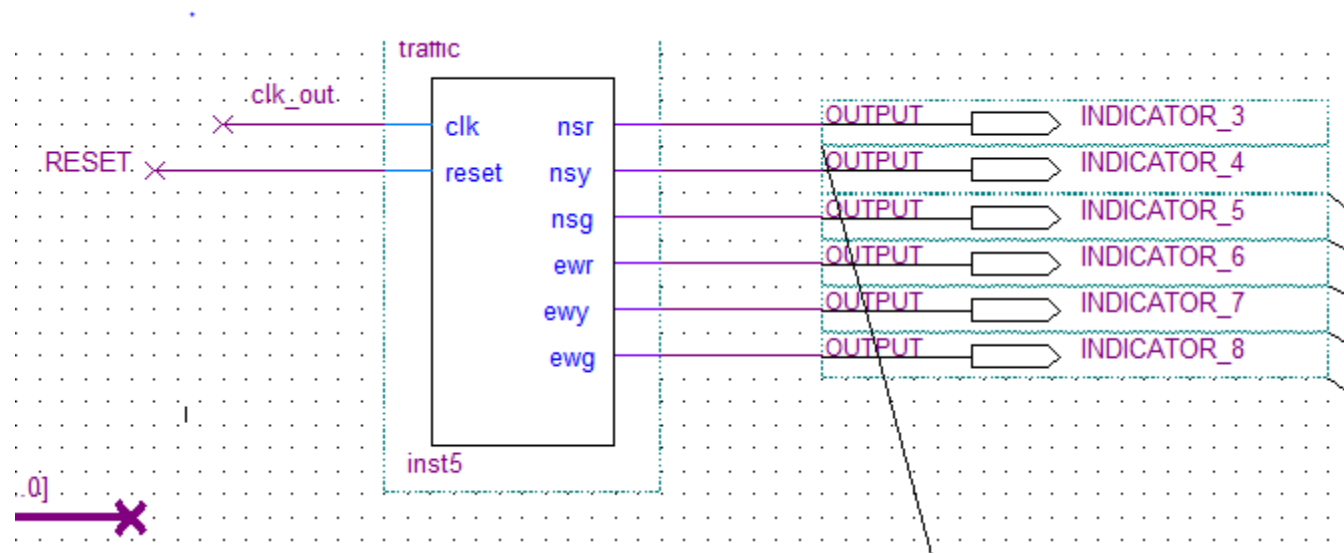 traffic
clk_out
clk nsr OUTPUT INDICATOR_3
RESET reset nsy OUTPUT INDICATOR_4
nsg OUTPUT INDICATOR_5
ewr OUTPUT INDICATOR_6
ewy OUTPUT INDICATOR_7
ewg OUTPUT INDICATOR_8
inst5
.0]